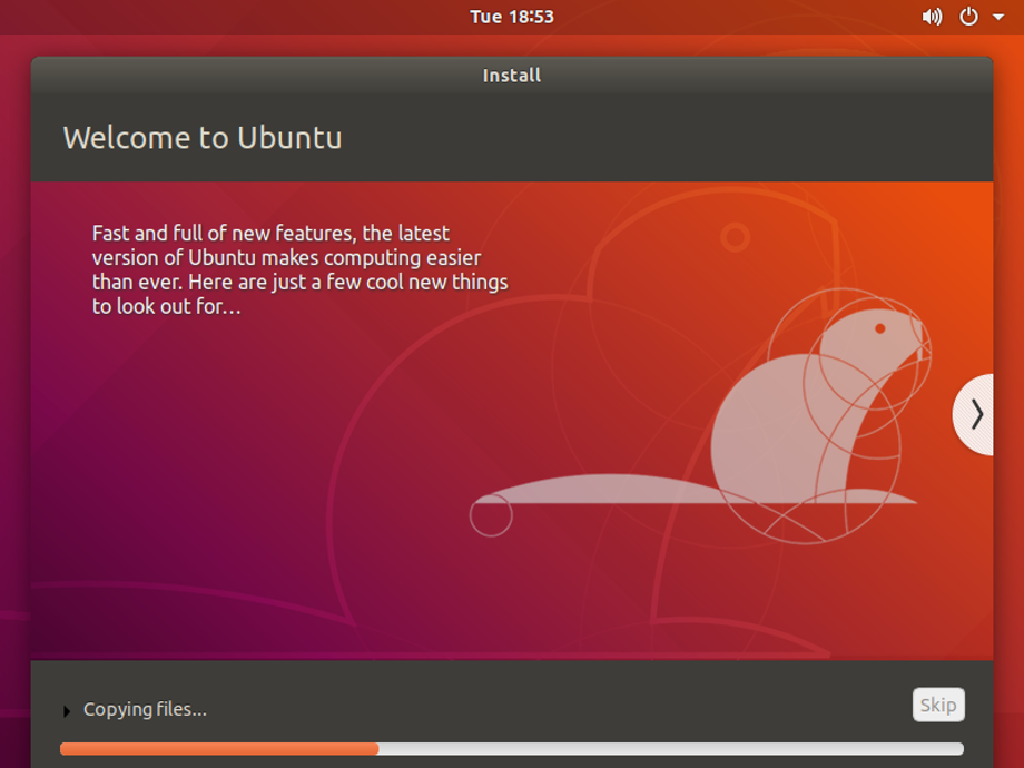 Tue 18:53
Install
Welcome to Ubuntu
Fast and full of new features, the latest
version of Ubuntu makes computing easier
than ever. Here are just a few cool new things
to look out for...
Copying files...
Skip